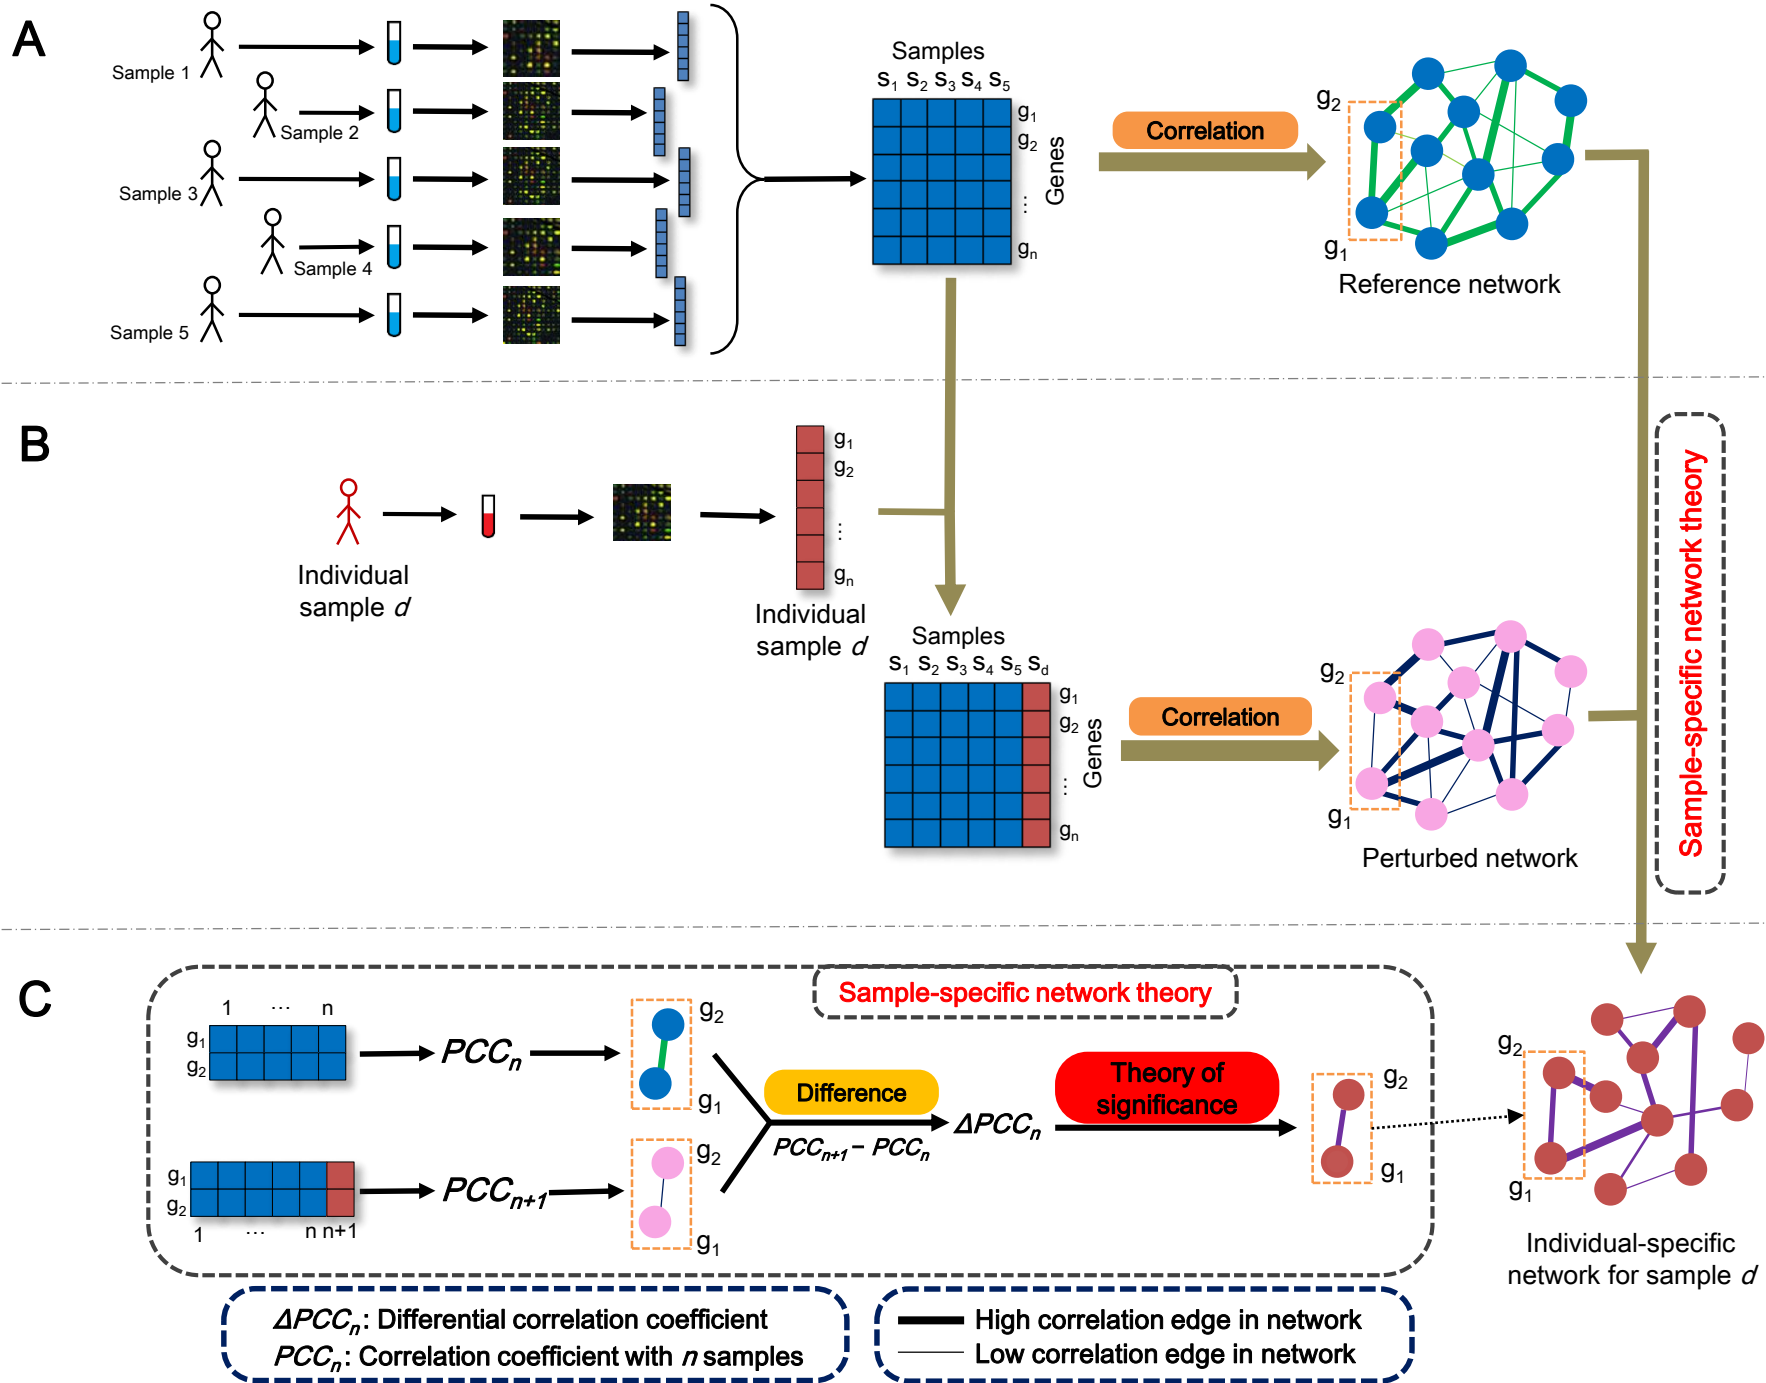 A
Sample 1
Sample 2
Sample 3
Sample 4
Sample 5
Samples
S1 S2 S3 S4 S5
g1
g2
...
gn
Genes
Correlation
g2
g1
Reference network
B
Individual
sample d
g1
g2
...
gn
Individual
sample d
Samples
S1 S2 S3 S4 S5 Sd
g1
g2
...
gn
Genes
Correlation
g2
g1
Perturbed network
Sample-specific network theory
C
Sample-specific network theory
1 ... n
g1
g2
PCCn
g2
g1
g1
g2
1 ... n n+1
PCCn+1
g2
g1
Difference
PCCn+1 − PCCn
ΔPCCn
Theory of
significance
g2
g1
g2
g1
Individual-specific
network for sample d
ΔPCCn: Differential correlation coefficient
PCCn: Correlation coefficient with n samples
High correlation edge in network
Low correlation edge in network